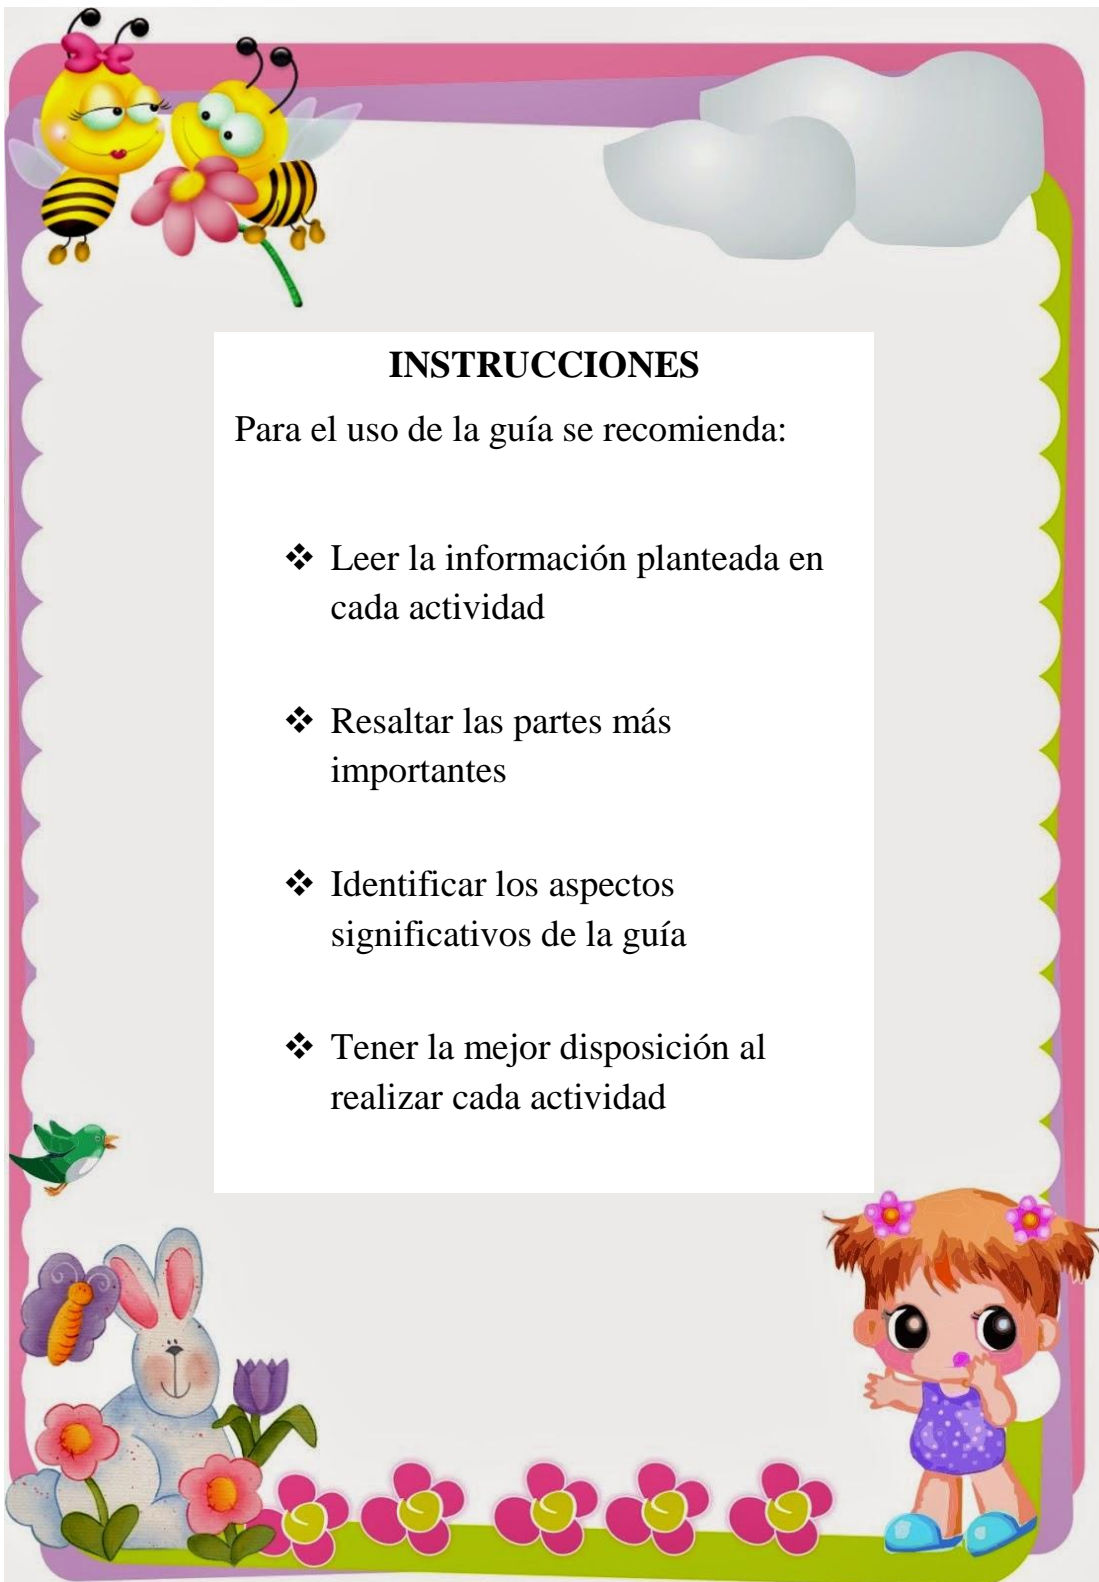 INSTRUCCIONES
Para el uso de la guía se recomienda:
❖ Leer la información planteada en
cada actividad
❖ Resaltar las partes más
importantes
❖ Identificar los aspectos
significativos de la guía
❖ Tener la mejor disposición al
realizar cada actividad